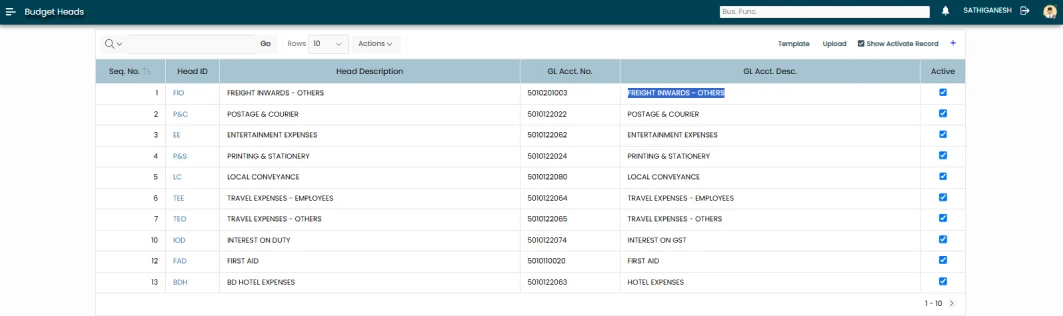 Budget Heads
Bus. Func.
SATHIGANESH
Go
Rows 10
Actions
Template Upload Show Activate Record +
Seq. No. Head ID Head Description GL Acct. No. GL Acct. Desc. Active
1 FIO FREIGHT INWARDS - OTHERS 5010201003 FREIGHT INWARDS - OTHERS
2 P&C POSTAGE & COURIER 5010122022 POSTAGE & COURIER
3 EE ENTERTAINMENT EXPENSES 5010122062 ENTERTAINMENT EXPENSES
4 P&S PRINTING & STATIONERY 5010122024 PRINTING & STATIONERY
5 LC LOCAL CONVEYANCE 5010122080 LOCAL CONVEYANCE
6 TEE TRAVEL EXPENSES - EMPLOYEES 5010122064 TRAVEL EXPENSES - EMPLOYEES
7 TEO TRAVEL EXPENSES - OTHERS 5010122065 TRAVEL EXPENSES - OTHERS
10 IOD INTEREST ON DUTY 5010122074 INTEREST ON GST
12 FAD FIRST AID 5010110020 FIRST AID
13 BDH BD HOTEL EXPENSES 5010122063 HOTEL EXPENSES
1 - 10